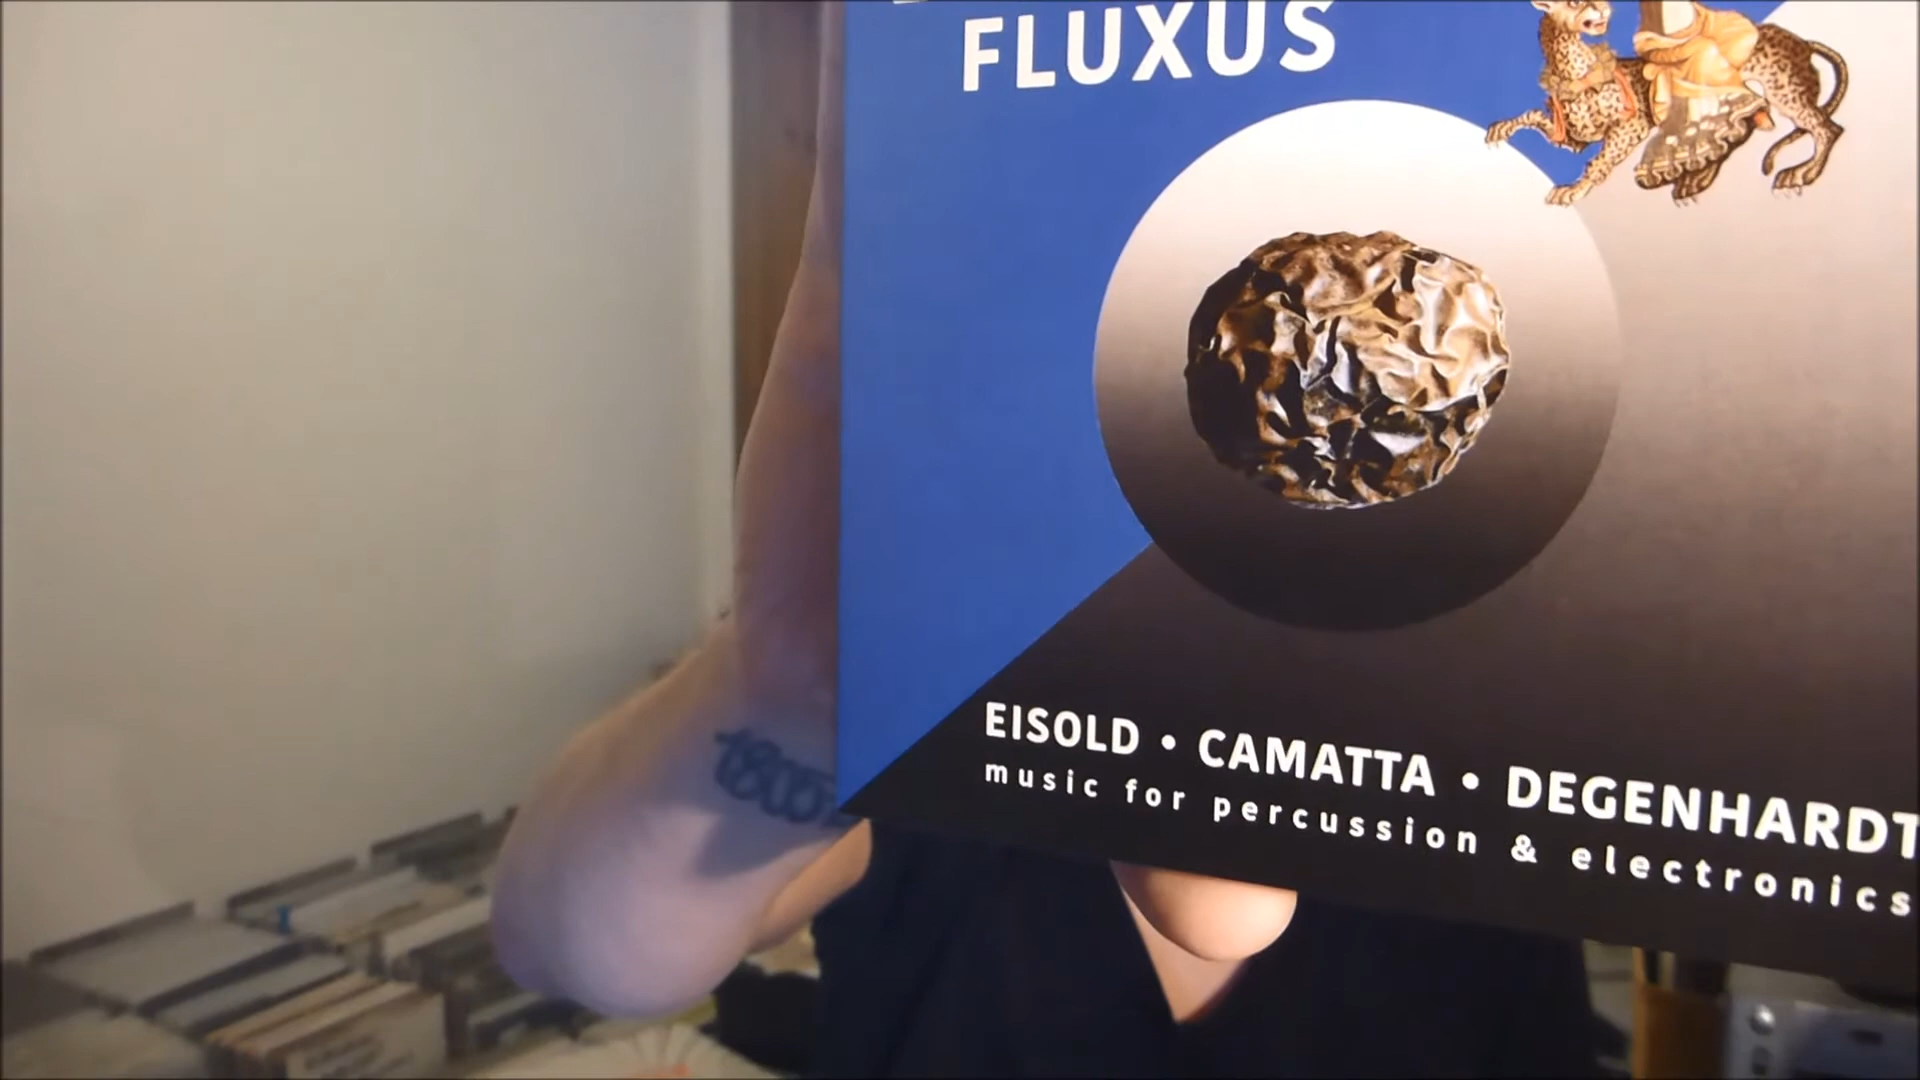 FLUXUS
EISOLD • CAMATTA • DEGENHARDT
music for percussion & electronics